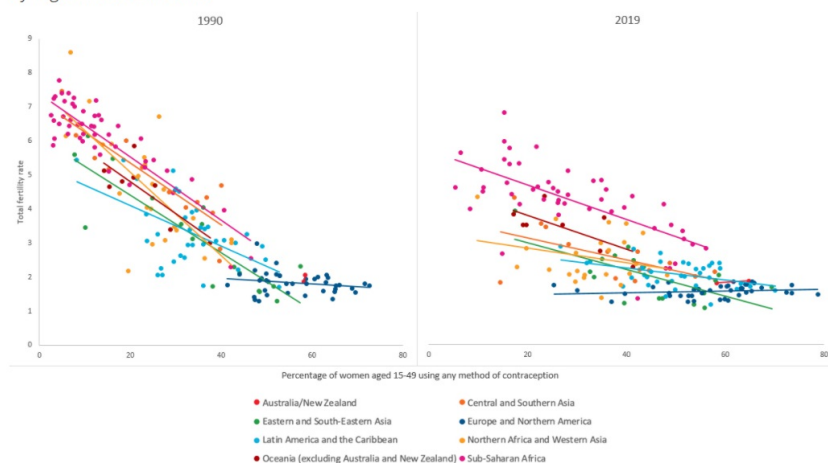 1990
2019
Total fertility rate
9
8
7
6
5
4
3
2
1
0
0 20 40 60 80
0 20 40 60 80
Percentage of women aged 15-49 using any method of contraception
Australia/New Zealand
Central and Southern Asia
Eastern and South-Eastern Asia
Europe and Northern America
Latin America and the Caribbean
Northern Africa and Western Asia
Oceania (excluding Australia and New Zealand)
Sub-Saharan Africa